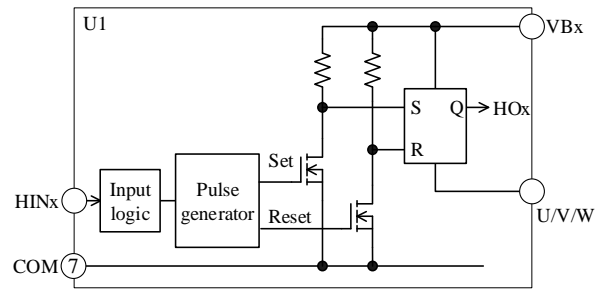 U1
VBx
S
Q
HOx
R
Set
Input
logic
Pulse
generator
HINx
Reset
U/V/W
COM
7